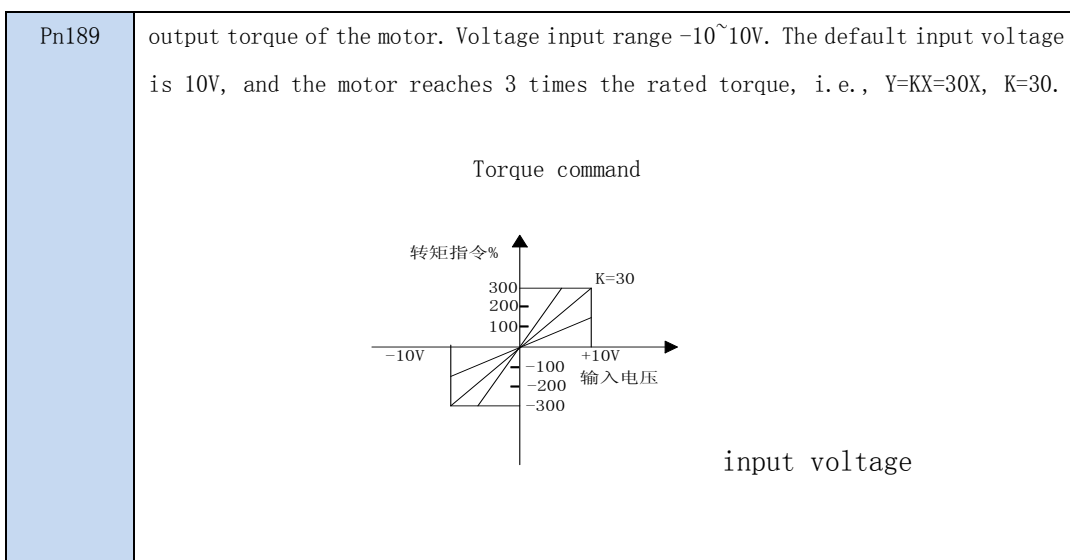 Pn189
output torque of the motor. Voltage input range -10~10V. The default input voltage
is 10V, and the motor reaches 3 times the rated torque, i.e., Y=KX=30X, K=30.
Torque command
转矩指令%
K=30
300
200
100
-10V
+10V
-100
输入电压
-200
-300
input voltage